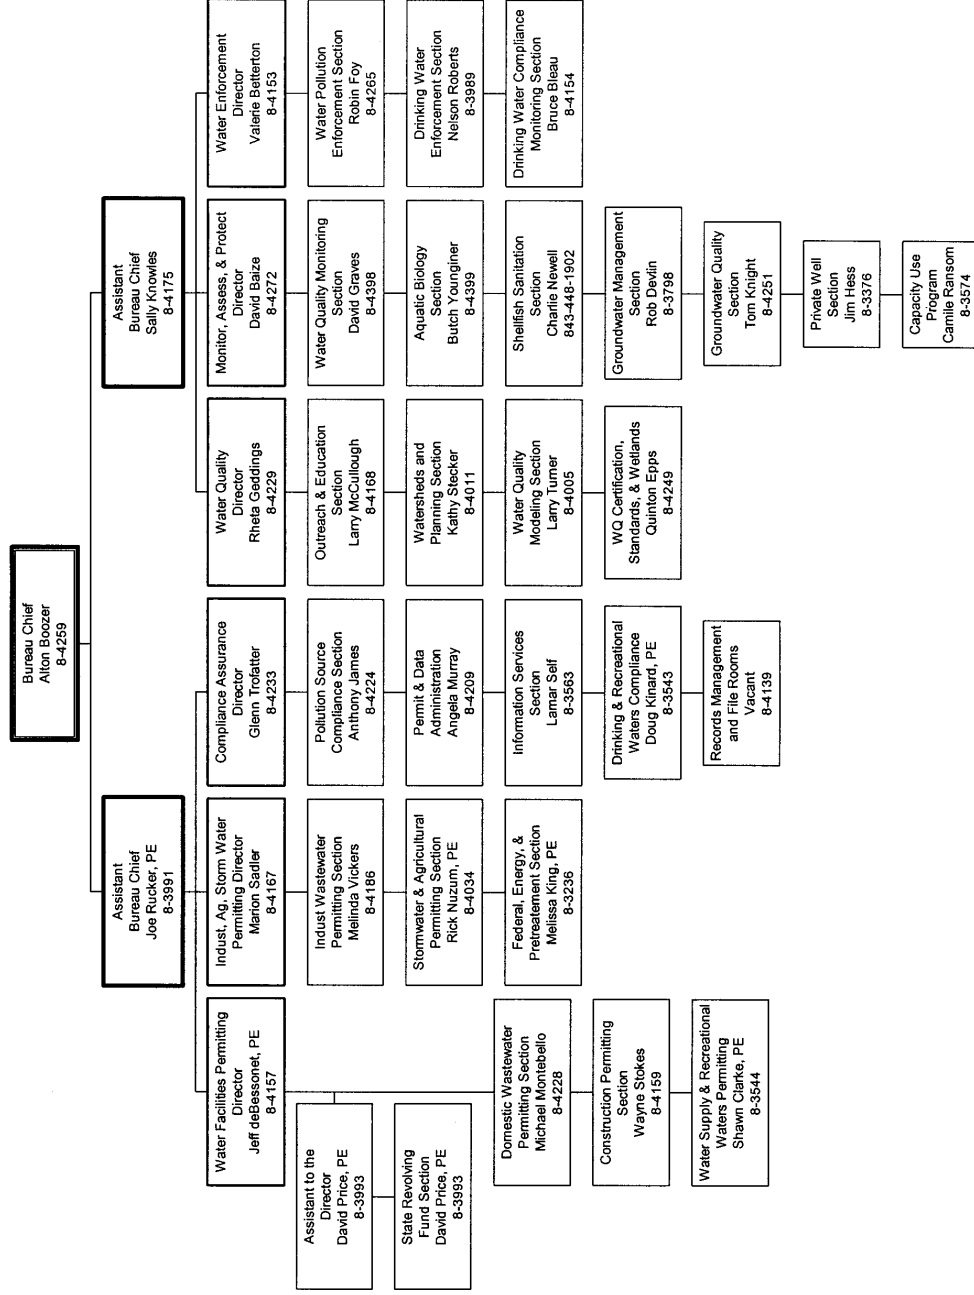 Bureau Chief
Alton Boozer
8-4259
Assistant
Bureau Chief
Joe Rucker, PE
8-3991
Assistant
Bureau Chief
Sally Knowles
8-4175
Water Facilities Permitting
Director
Jeff deBessonet, PE
8-4157
Indust, Ag, Storm Water
Permitting Director
Marion Sadler
8-4167
Compliance Assurance
Director
Glenn Trofatter
8-4233
Water Quality
Director
Rheta Geddings
8-4229
Monitor, Assess, & Protect
Director
David Baize
8-4272
Water Enforcement
Director
Valerie Betterton
8-4153
Assistant to the
Director
David Price, PE
8-3993
State Revolving
Fund Section
David Price, PE
8-3993
Domestic Wastewater
Permitting Section
Michael Montebello
8-4228
Construction Permitting
Section
Wayne Stokes
8-4159
Water Supply & Recreational
Waters Permitting
Shawn Clarke, PE
8-3544
Indust Wastewater
Permitting Section
Melinda Vickers
8-4186
Stormwater & Agricultural
Permitting Section
Rick Nuzum, PE
8-4034
Federal, Energy, &
Pretreatement Section
Melissa King, PE
8-3236
Pollution Source
Compliance Section
Anthony James
8-4224
Permit & Data
Administration
Angela Murray
8-4209
Information Services
Section
Lamar Self
8-3563
Drinking & Recreational
Waters Compliance
Doug Kinard, PE
8-3543
Records Management
and File Rooms
Vacant
8-4139
Outreach & Education
Section
Larry McCullough
8-4168
Watersheds and
Planning Section
Kathy Stecker
8-4011
Water Quality
Modeling Section
Larry Turner
8-4005
WQ Certification,
Standards, & Wetlands
Quinton Epps
8-4249
Water Quality Monitoring
Section
David Graves
8-4398
Aquatic Biology
Section
Butch Younginer
8-4399
Shellfish Sanitation
Section
Charlie Newell
843-448-1902
Groundwater Management
Section
Rob Devlin
8-3798
Groundwater Quality
Section
Tom Knight
8-4251
Private Well
Section
Jim Hess
8-3376
Capacity Use
Program
Camile Ransom
8-3574
Water Pollution
Enforcement Section
Robin Foy
8-4265
Drinking Water
Enforcement Section
Nelson Roberts
8-3989
Drinking Water Compliance
Monitoring Section
Bruce Bleau
8-4154